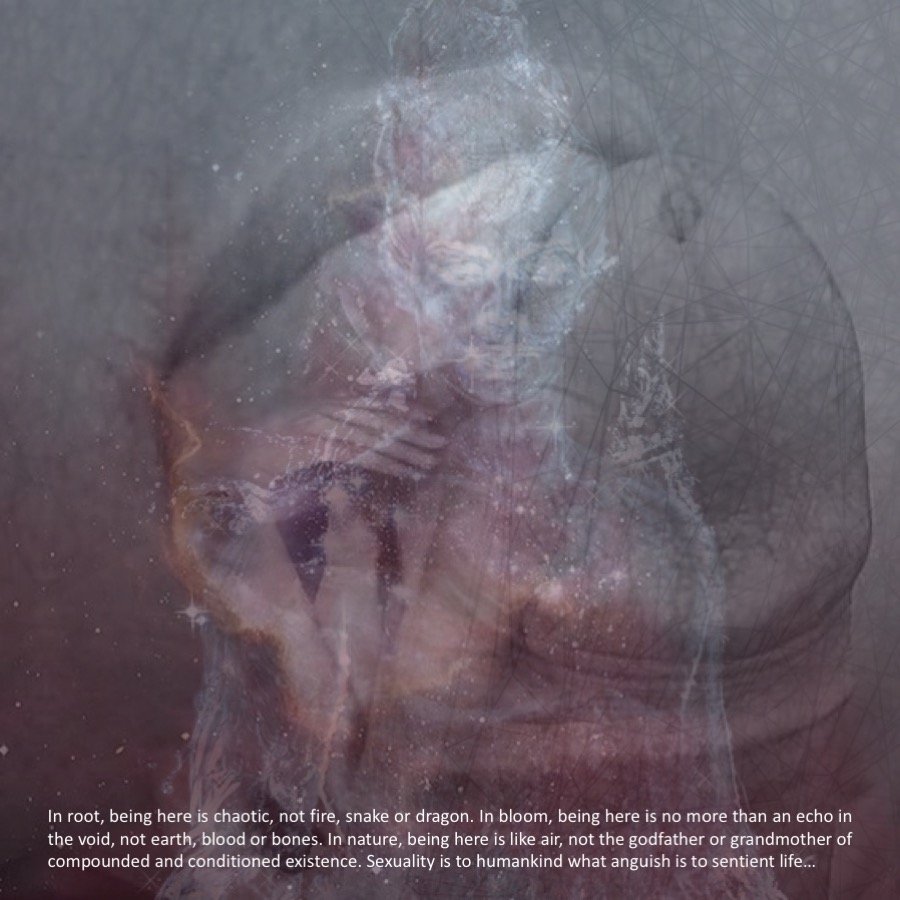 In root, being here is chaotic, not fire, snake or dragon. In bloom, being here is no more than an echo in
the void, not earth, blood or bones. In nature, being here is like air, not the godfather or grandmother of
compounded and conditioned existence. Sexuality is to humankind what anguish is to sentient life...